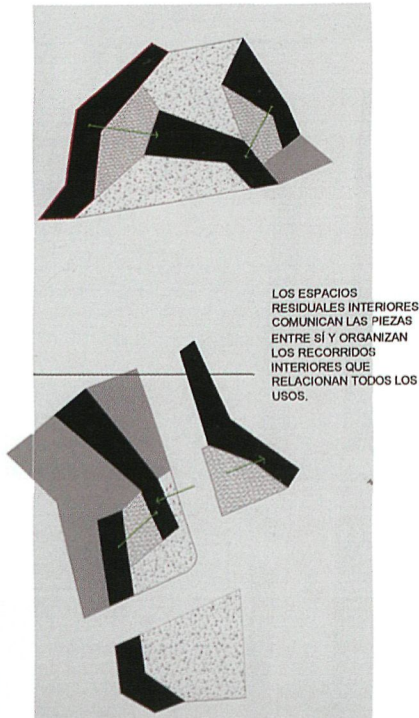 LOS ESPACIOS
RESIDUALES INTERIORES
COMUNICAN LAS PIEZAS
ENTRE SÍ Y ORGANIZAN
LOS RECORRIDOS
INTERIORES QUE
RELACIONAN TODOS LOS
USOS.